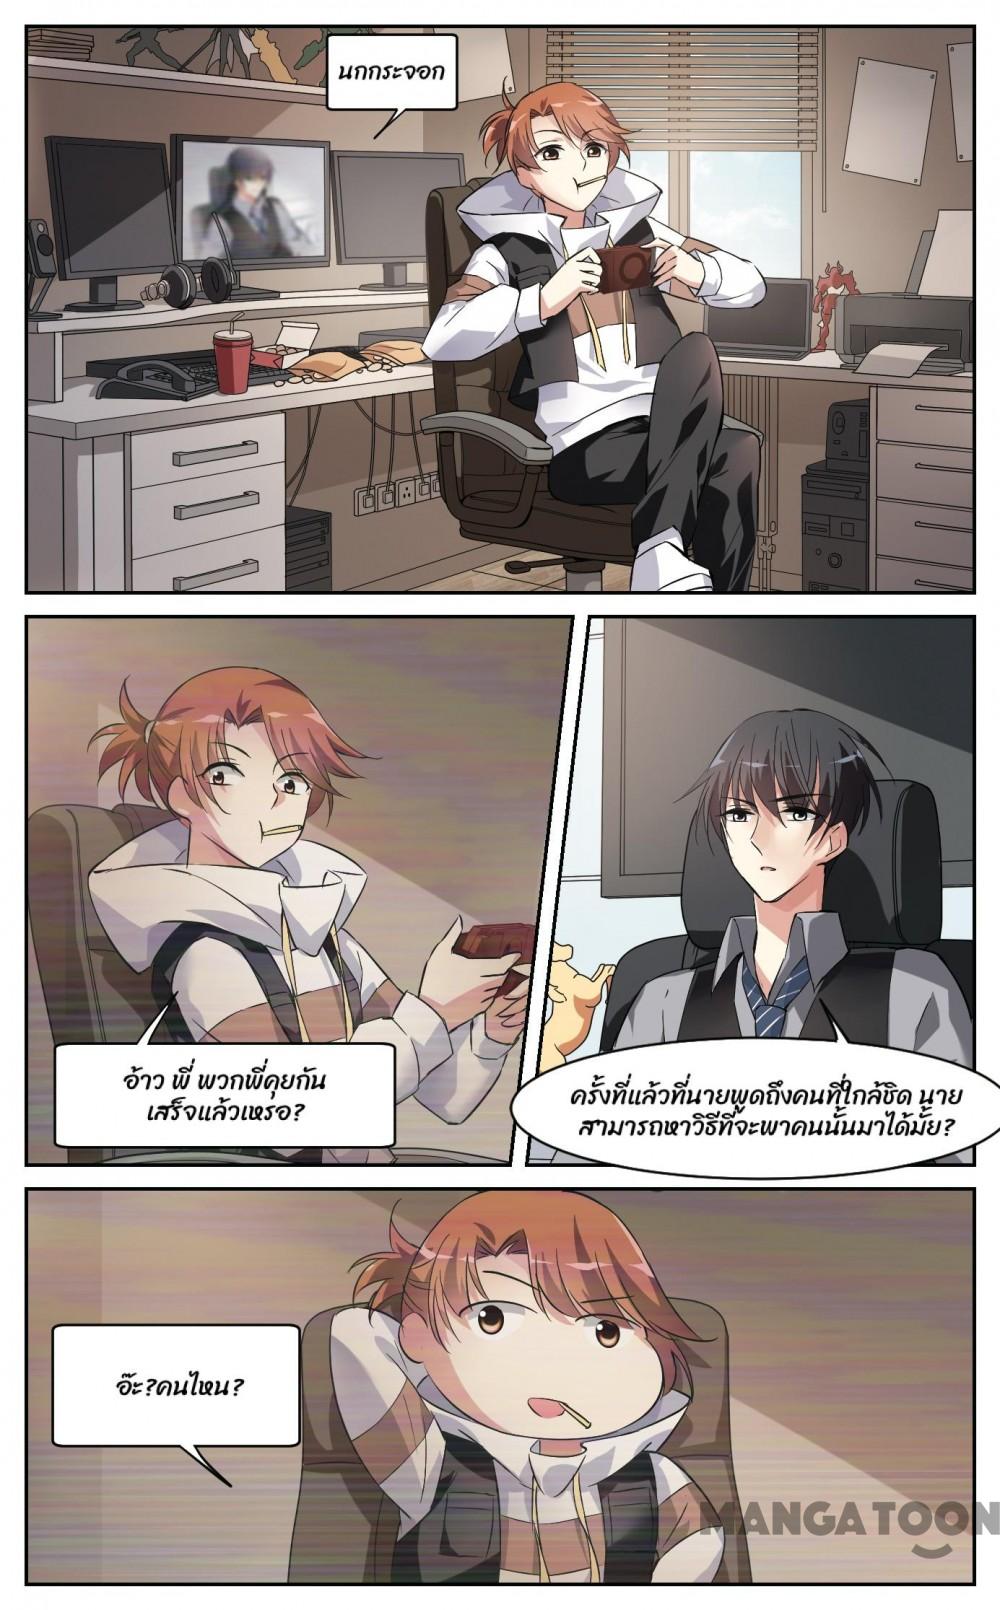 นกกระจอก
อ้าว พี่ พวกพี่คุยกัน
เสร็จแล้วเหรอ?
ครั้งที่แล้วที่นายพูดถึงคนที่ใกล้ชิด นาย
สามารถหาวิธีที่จะพาคนนั้นมาได้มั้ย?
อ๊ะ?คนไหน?
MANGATOON